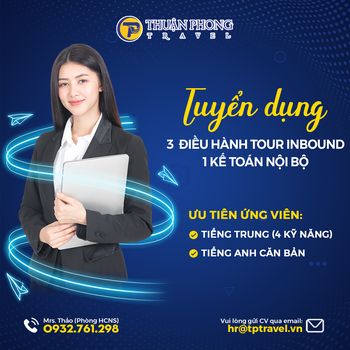 THUẬN PHONG
TRAVEL
Tuyển dụng
3 ĐIỀU HÀNH TOUR INBOUND
1 KẾ TOÁN NỘI BỘ
ƯU TIÊN ỨNG VIÊN:
TIẾNG TRUNG (4 KỸ NĂNG)
TIẾNG ANH CĂN BẢN
Mrs. Thảo (Phòng HCNS)
0932.761.298
Vui lòng gửi CV qua email:
hr@tptravel.vn